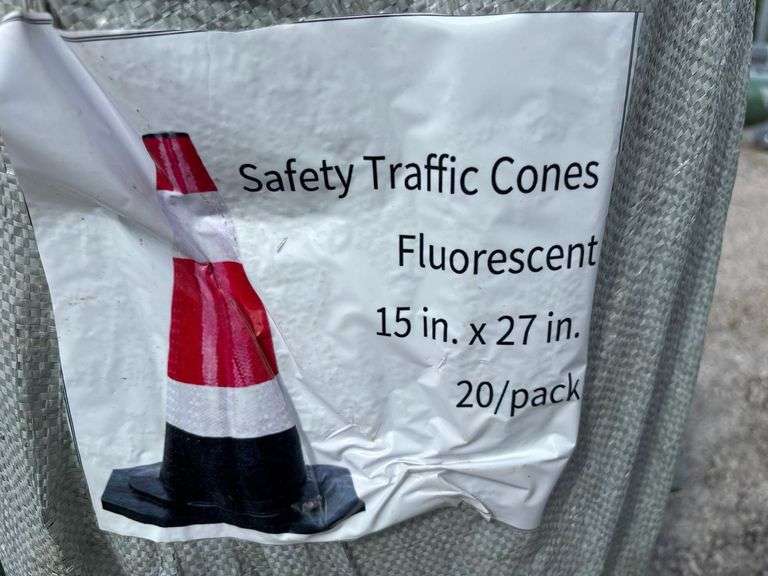 Safety Traffic Cones
Fluorescent
15 in. x 27 in.
20/pack